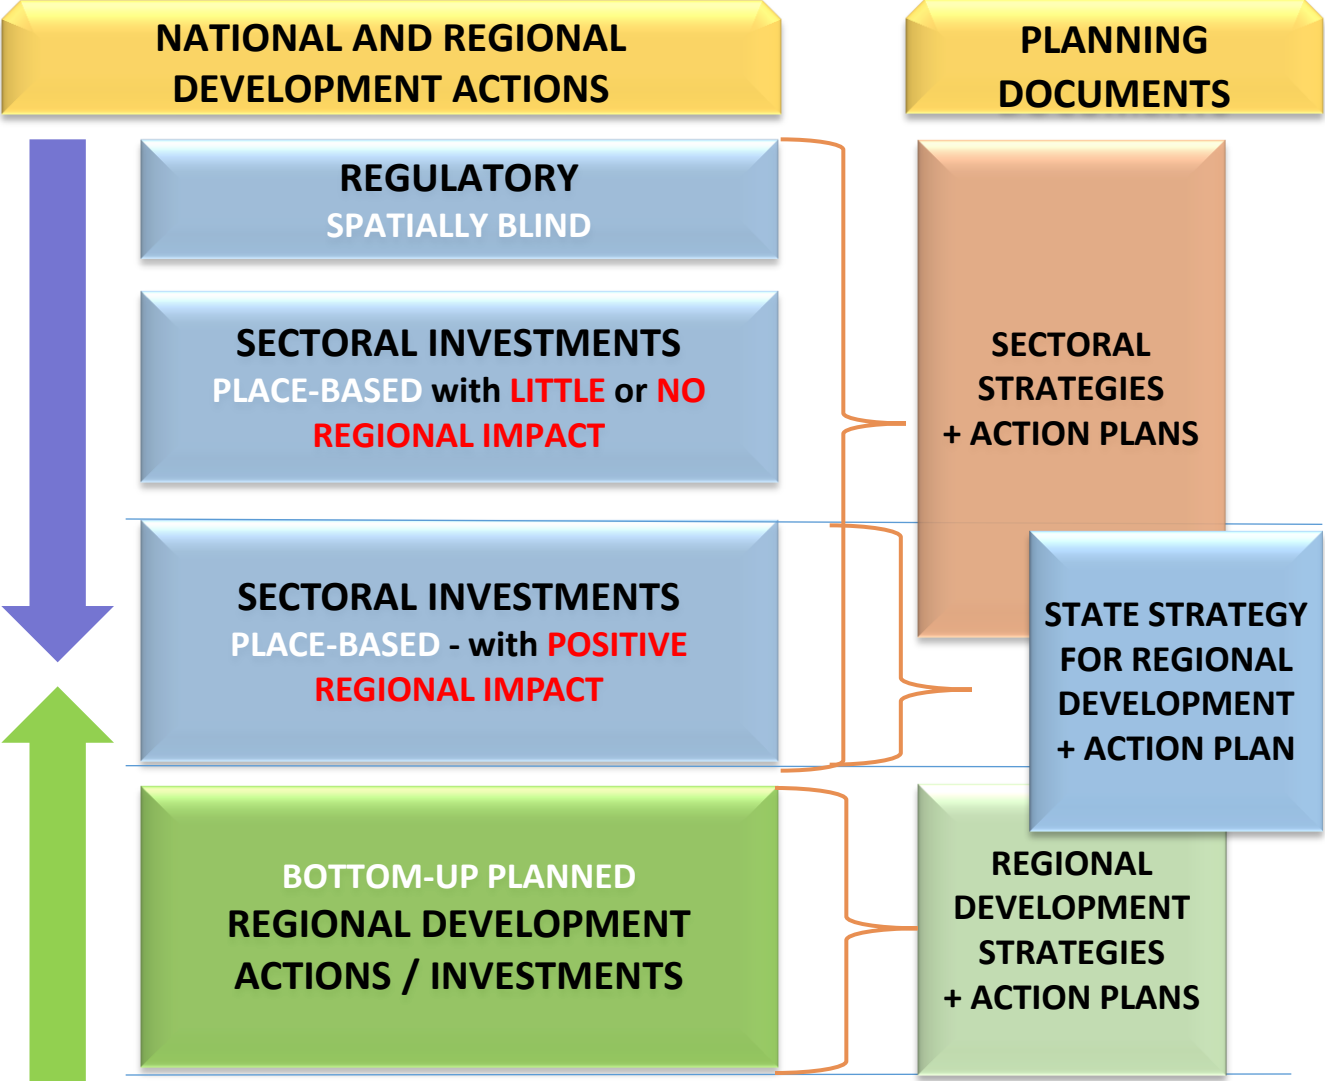 NATIONAL AND REGIONAL
DEVELOPMENT ACTIONS
PLANNING
DOCUMENTS
REGULATORY
SPATIALLY BLIND
SECTORAL INVESTMENTS
PLACE-BASED with LITTLE or NO
REGIONAL IMPACT
SECTORAL INVESTMENTS
PLACE-BASED - with POSITIVE
REGIONAL IMPACT
BOTTOM-UP PLANNED
REGIONAL DEVELOPMENT
ACTIONS / INVESTMENTS
SECTORAL
STRATEGIES
+ ACTION PLANS
STATE STRATEGY
FOR REGIONAL
DEVELOPMENT
+ ACTION PLAN
REGIONAL
DEVELOPMENT
STRATEGIES
+ ACTION PLANS